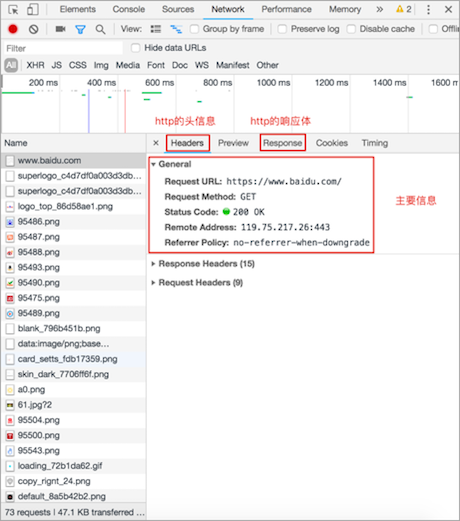 Elements Console Sources Network Performance Memory » 2
View: Group by frame Preserve log Disable cache Offlin
Filter Hide data URLs
All XHR JS CSS Img Media Font Doc WS Manifest Other
200 ms 400 ms 600 ms 800 ms 1000 ms 1200 ms 1400 ms 1600 m
http的头信息 http的响应体
Name × Headers Preview Response Cookies Timing
www.baidu.com
superlogo_c4d7df0a003d3db...
superlogo_c4d7df0a003d3db...
logo_top_86d58ae1.png
95486.png
95487.png
95488.png
95493.png
95490.png
95475.png
95489.png
blank_796b451b.png
data:image/png;base...
card_setts_fdb17359.png
skin_dark_7706ff6f.png
a0.png
61.jpg?2
95504.png
95500.png
95543.png
loading_72b1da62.gif
copy_rignt_24.png
default_8a5b42b2.png
73 requests | 47.1 KB transferred ...
▼ General
Request URL: https://www.baidu.com/
Request Method: GET
Status Code: 200 OK
Remote Address: 119.75.217.26:443
Referrer Policy: no-referrer-when-downgrade
主要信息
► Response Headers (15)
► Request Headers (9)